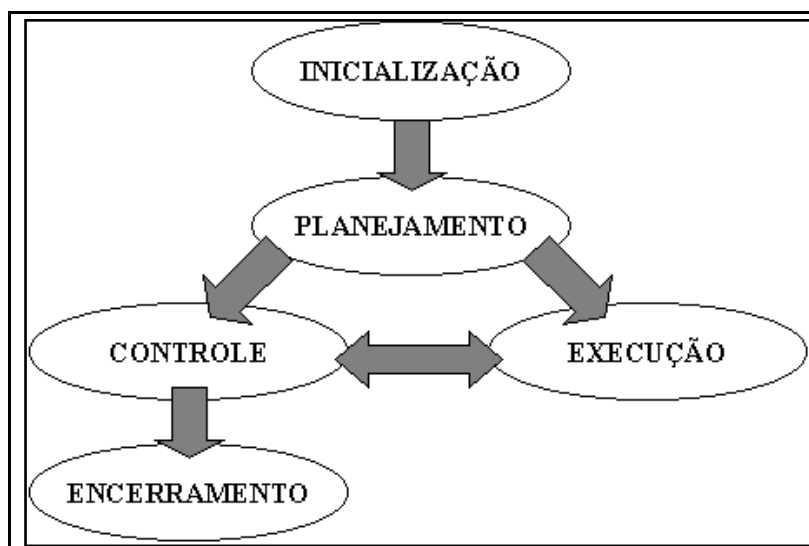 INICIALIZAÇÃO
PLANEJAMENTO
CONTROLE
EXECUÇÃO
ENCERRAMENTO